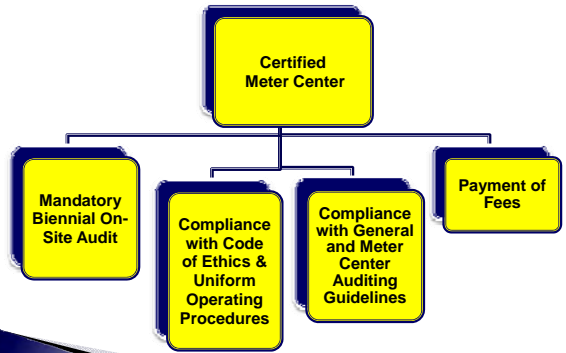 Certified
Meter Center
Mandatory
Biennial On-
Site Audit
Compliance
with Code
of Ethics &
Uniform
Operating
Procedures
Compliance
with General
and Meter
Center
Auditing
Guidelines
Payment of
Fees